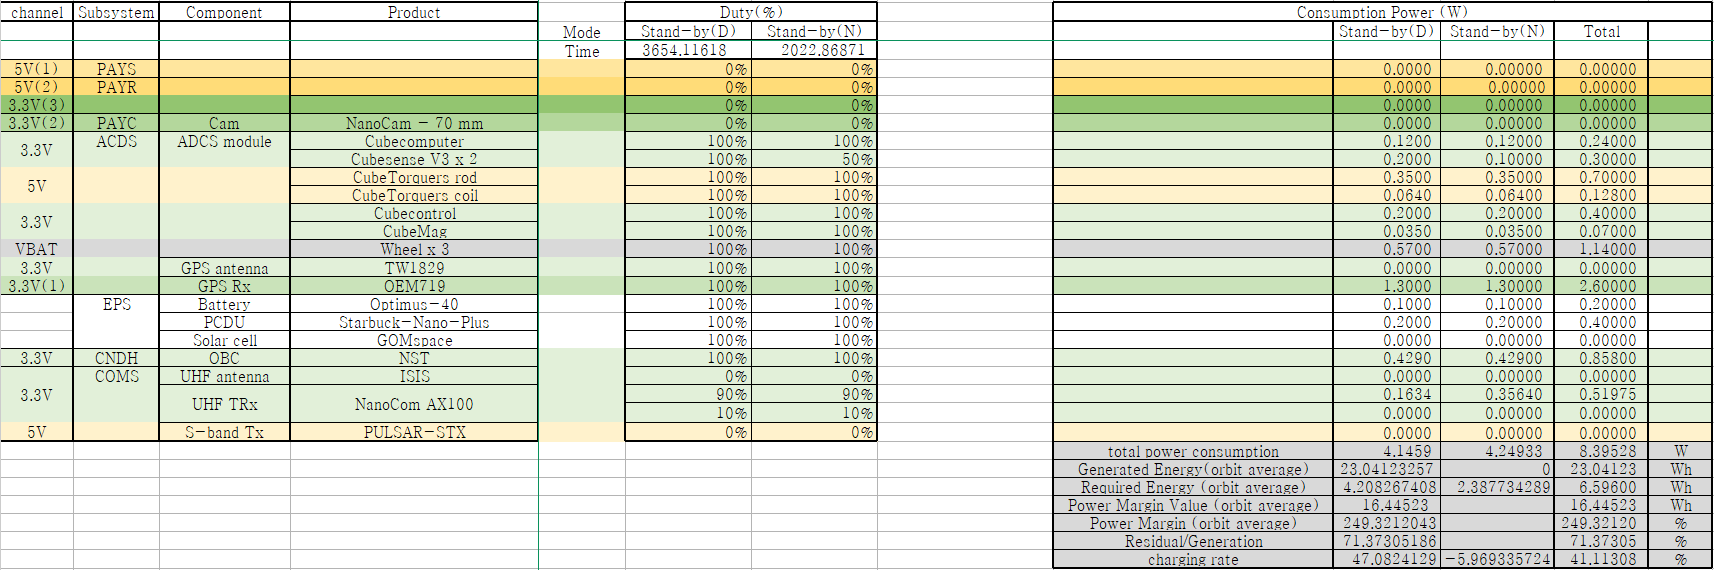 channel Subsystem Component Product Duty(%) Consumption Power (W)
Mode Stand-by(D) Stand-by(N) Stand-by(D) Stand-by(N) Total
Time 3654.11618 2022.86871
5V(1) PAYS 0% 0% 0.0000 0.00000 0.00000
5V(2) PAYR 0% 0% 0.0000 0.00000 0.00000
3.3V(3) 0% 0% 0.0000 0.00000 0.00000
3.3V(2) PAYC Cam NanoCam - 70 mm 0% 0% 0.0000 0.00000 0.00000
3.3V ACDS ADCS module Cubecomputer 100% 100% 0.1200 0.12000 0.24000
Cubesense V3 x 2 100% 50% 0.2000 0.10000 0.30000
5V CubeTorquers rod 100% 100% 0.3500 0.35000 0.70000
CubeTorquers coil 100% 100% 0.0640 0.06400 0.12800
3.3V Cubecontrol 100% 100% 0.2000 0.20000 0.40000
CubeMag 100% 100% 0.0350 0.03500 0.07000
VBAT Wheel x 3 100% 100% 0.5700 0.57000 1.14000
3.3V GPS antenna TW1829 100% 100% 0.0000 0.00000 0.00000
3.3V(1) GPS Rx OEM719 100% 100% 1.3000 1.30000 2.60000
EPS Battery Optimus-40 100% 100% 0.1000 0.10000 0.20000
PCDU Starbuck-Nano-Plus 100% 100% 0.2000 0.20000 0.40000
Solar cell GOMspace 100% 100% 0.0000 0.00000 0.00000
3.3V CNDH OBC NST 100% 100% 0.4290 0.42900 0.85800
3.3V COMS UHF antenna ISIS 0% 0% 0.0000 0.00000 0.00000
UHF TRx NanoCom AX100 90% 90% 0.1634 0.35640 0.51975
10% 10% 0.0000 0.00000 0.00000
5V S-band Tx PULSAR-STX 0% 0% 0.0000 0.00000 0.00000
total power consumption 4.1459 4.24933 8.39528 W
Generated Energy(orbit average) 23.04123257 0 23.04123 Wh
Required Energy (orbit average) 4.208267408 2.387734289 6.59600 Wh
Power Margin Value (orbit average) 16.44523 16.44523 Wh
Power Margin (orbit average) 249.3212043 249.32120 %
Residual/Generation 71.37305186 71.37305 %
charging rate 47.0824129 -5.969335724 41.11308 %